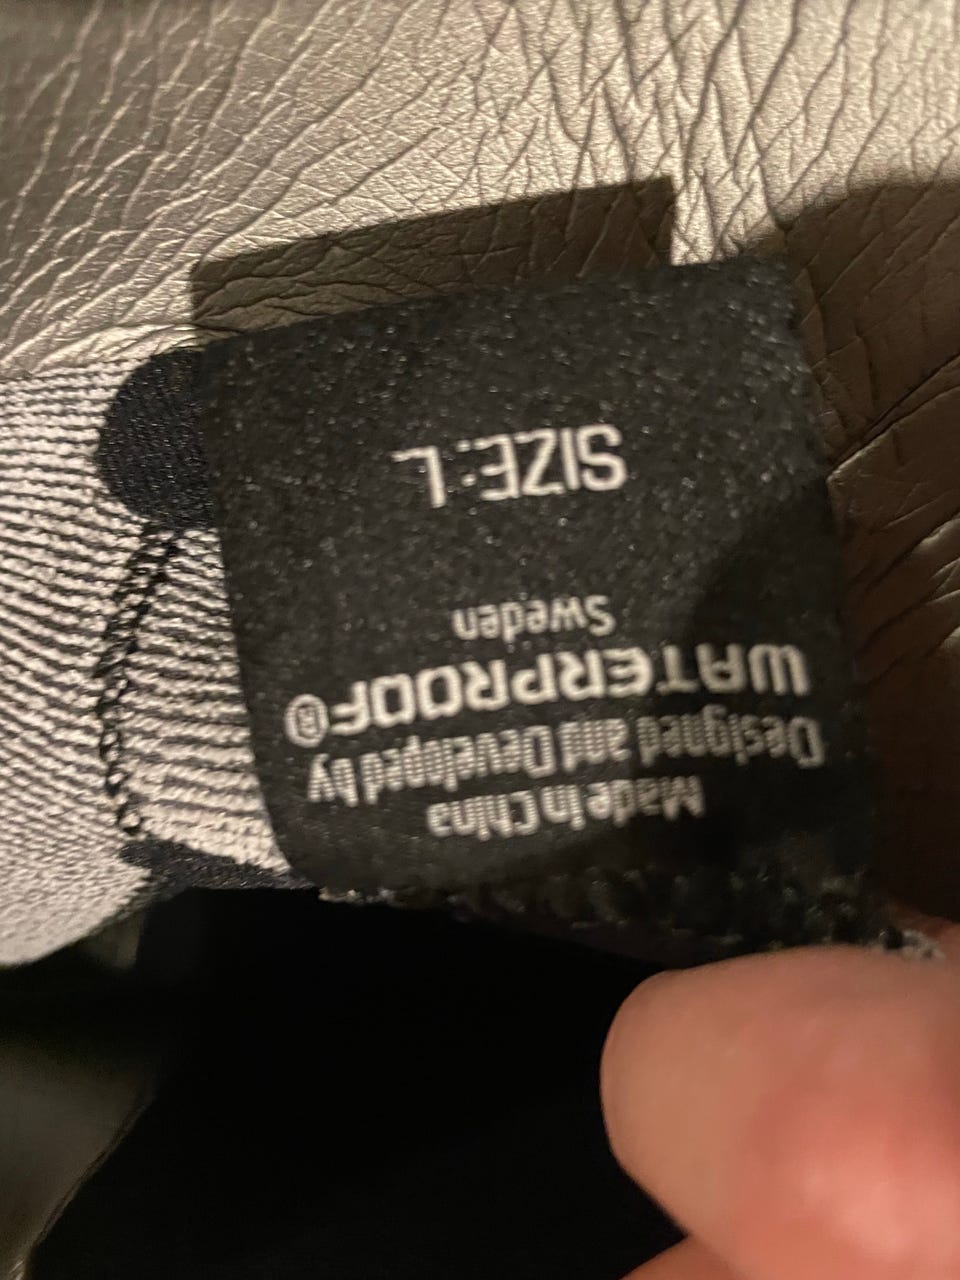 Made in China
Designed and Developed by
WATERPROOF®
Sweden
SIZE: L